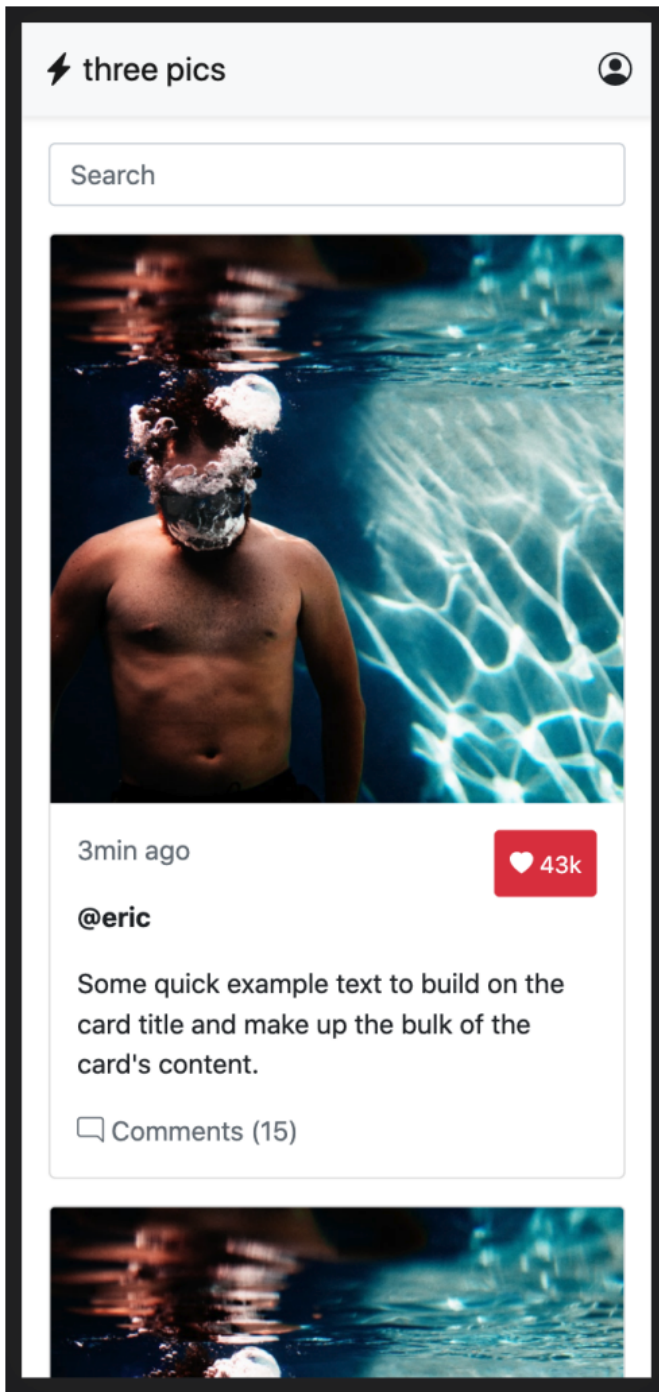 three pics
Search
3min ago
43k
@eric
Some quick example text to build on the
card title and make up the bulk of the
card's content.
Comments (15)